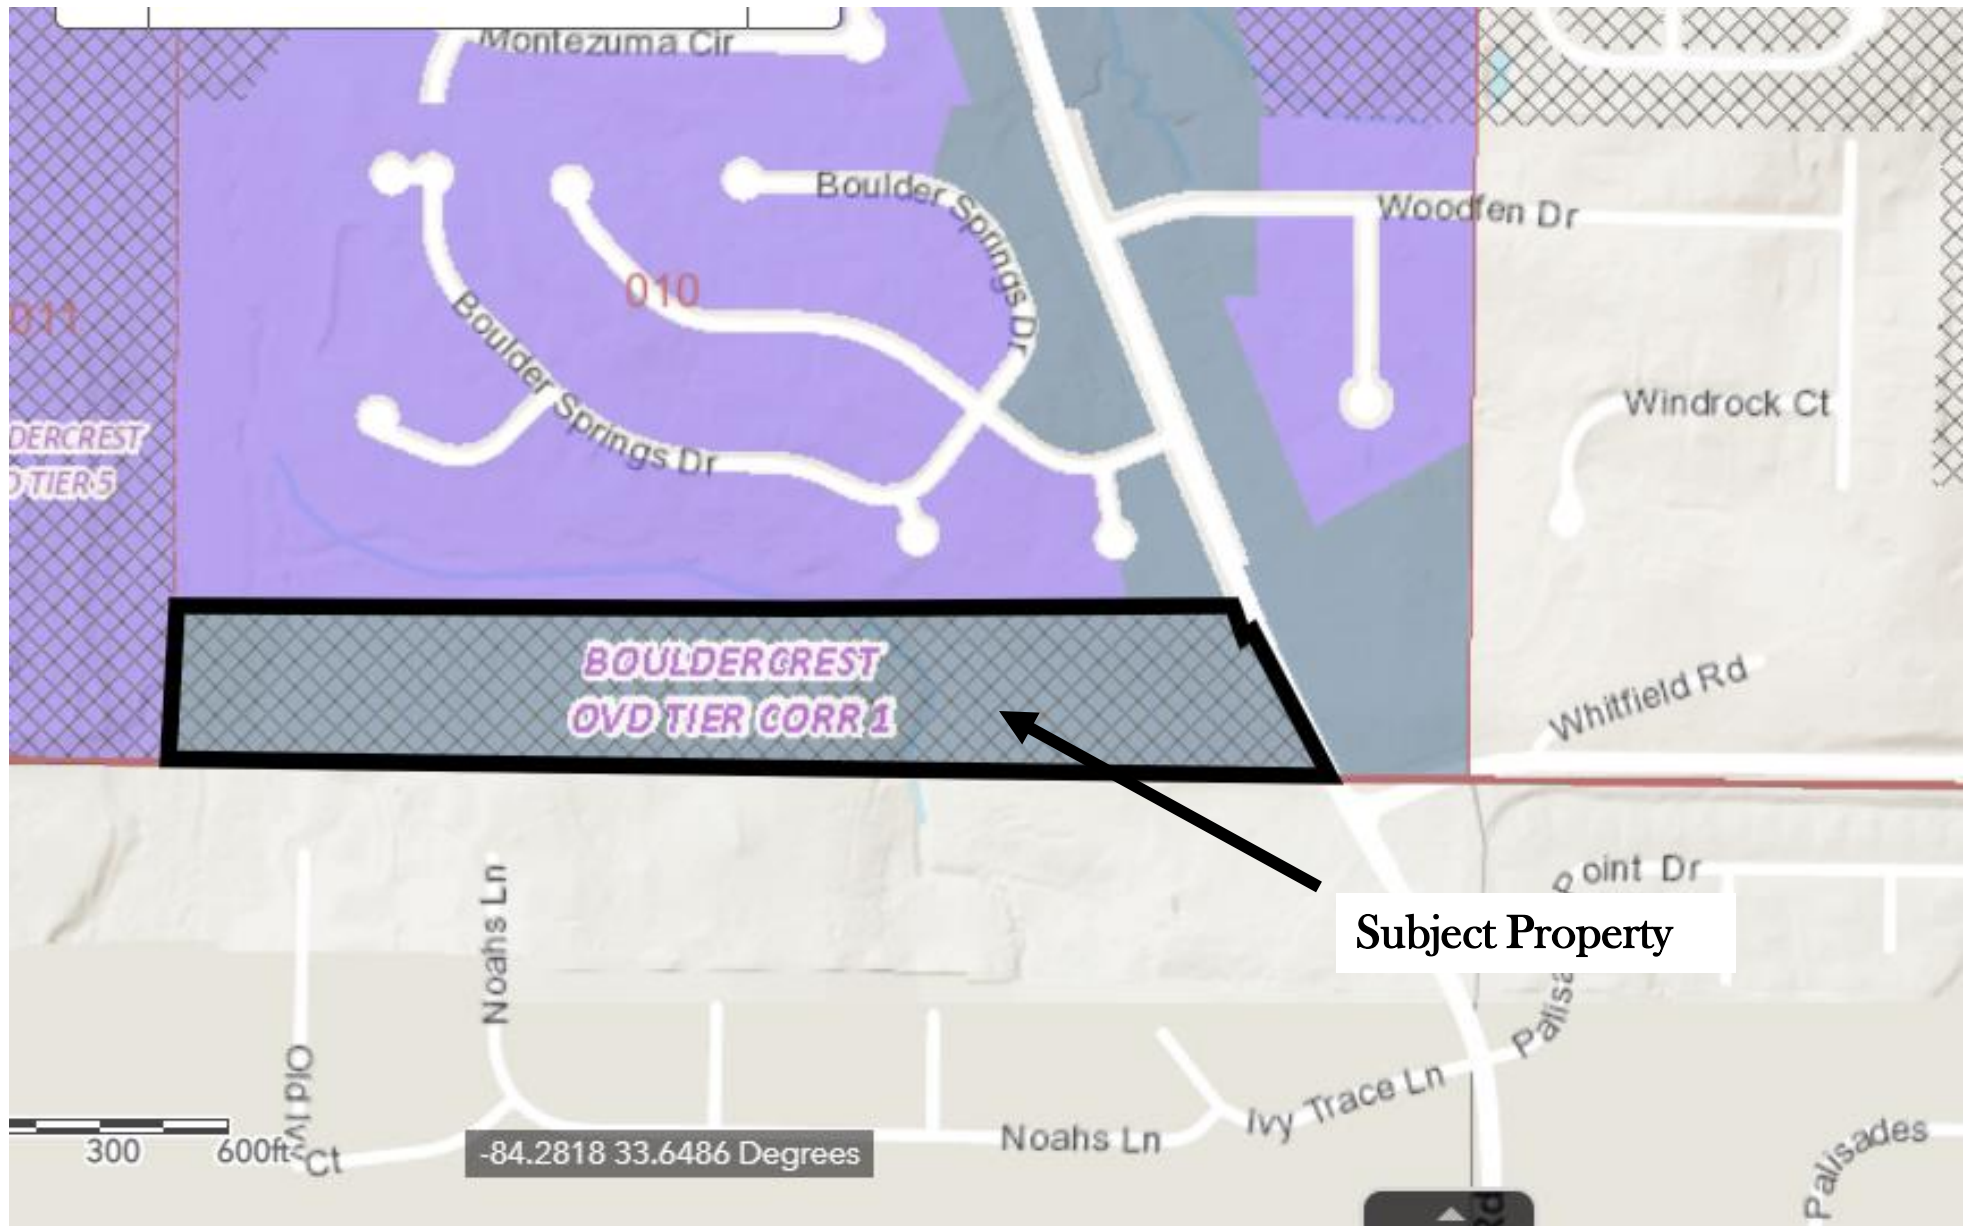 Montezuma Cir
Boulder Springs Dr
Woodfen Dr
010
011
Windrock Ct
Boulder Springs Dr
DERCREST
TIER 5
BOULDERCREST
OVD TIER CORR 1
Whitfield Rd
Point Dr
Noahs Ln
Subject Property
Palisa
Old Ivy
Ct
Noahs Ln
Ivy Trace Ln
Palisades
300
600ft
-84.2818 33.6486 Degrees
Rd